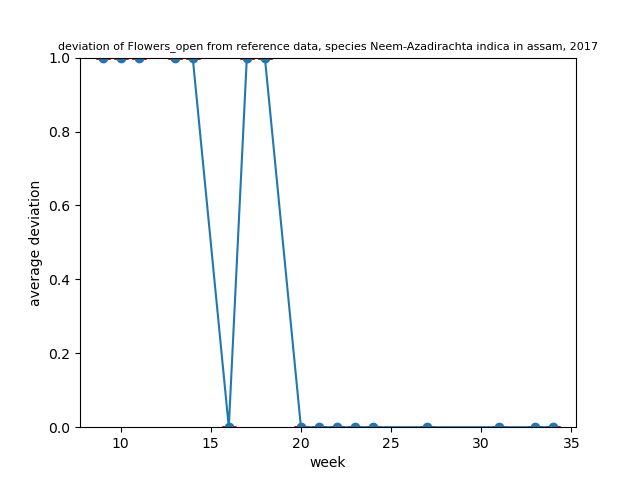 deviation of Flowers_open from reference data, species Neem-Azadirachta indica in assam, 2017
1.0
0.8
0.6
0.4
0.2
0.0
average deviation
10 15 20 25 30 35
week